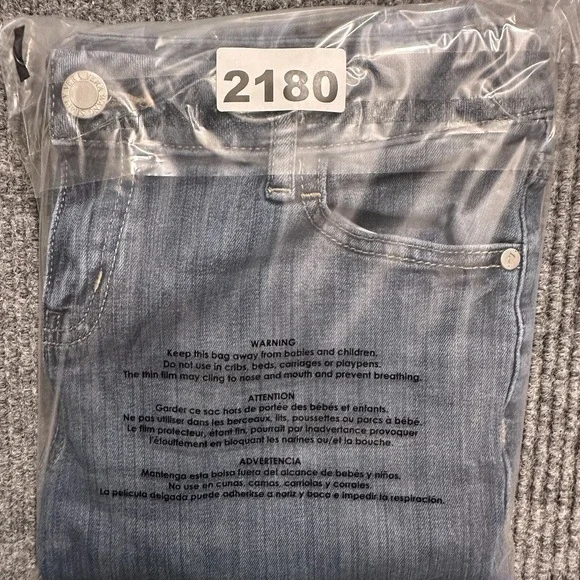 2180
WARNING
Keep this bag away from babies and children.
Do not use in cribs, beds, carriages or playpens.
The thin film may cling to nose and mouth and prevent breathing.
ATTENTION
Garder ce sac hors de portée des bébés et enfants.
Ne pas utiliser dans les berceaux, lits, poussettes ou parcs à bébé.
Le film protecteur, étant fin, pourrait par inadvertance provoquer
l'étouffement en bloquant les narines ou/et la bouche.
ADVERTENCIA
Mantenga esta bolsa fuera del alcance de bebés y niños.
No use en cunas, camas, carriolas y corrales.
La película delgada puede adherirse a nariz y boca e impedir la respiración.